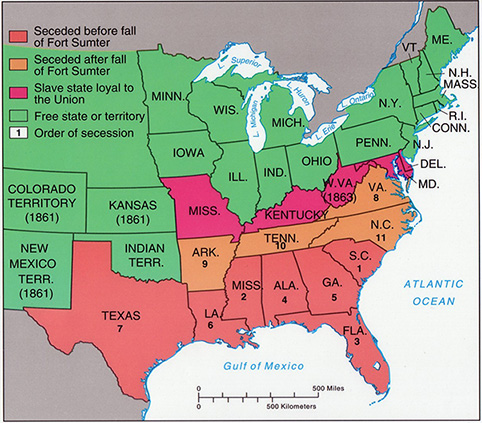 Seceded before fall
of Fort Sumter
Seceded after fall
of Fort Sumter
Slave state loyal to
the Union
Free state or territory
1 Order of secession
L. Superior
L. Michigan
L. Huron
L. Ontario
L. Erie
ME.
VT.
N.H.
MASS.
R.I.
CONN.
N.Y.
N.J.
PENN.
DEL.
MD.
MINN.
WIS.
MICH.
IOWA
ILL.
IND.
OHIO
W.VA.
(1863)
VA.
8
COLORADO
TERRITORY
(1861)
KANSAS
(1861)
MISS.
KENTUCKY
N.C.
11
TENN.
10
NEW
MEXICO
TERR.
(1861)
INDIAN
TERR.
ARK.
9
S.C.
1
MISS.
2
ALA.
4
GA.
5
TEXAS
7
LA.
6
FLA.
3
ATLANTIC
OCEAN
Gulf of Mexico
0 500 Miles
0 500 Kilometers